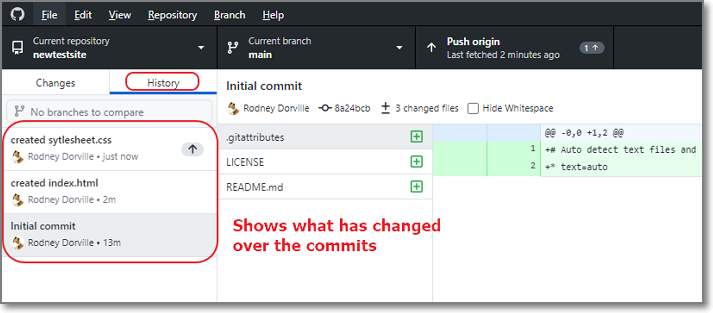 File Edit View Repository Branch Help
Current repository
newtestsite
Current branch
main
Push origin
Last fetched 2 minutes ago
1
Changes
History
No branches to compare
created sytlesheet.css
Rodney Dorville • just now
created index.html
Rodney Dorville • 2m
Initial commit
Rodney Dorville • 13m
Initial commit
Rodney Dorville 8a24bcb 3 changed files Hide Whitespace
.gitattributes
LICENSE
README.md
@@ -0,0 +1,2 @@
1 +# Auto detect text files and
2 +* text=auto
Shows what has changed
over the commits